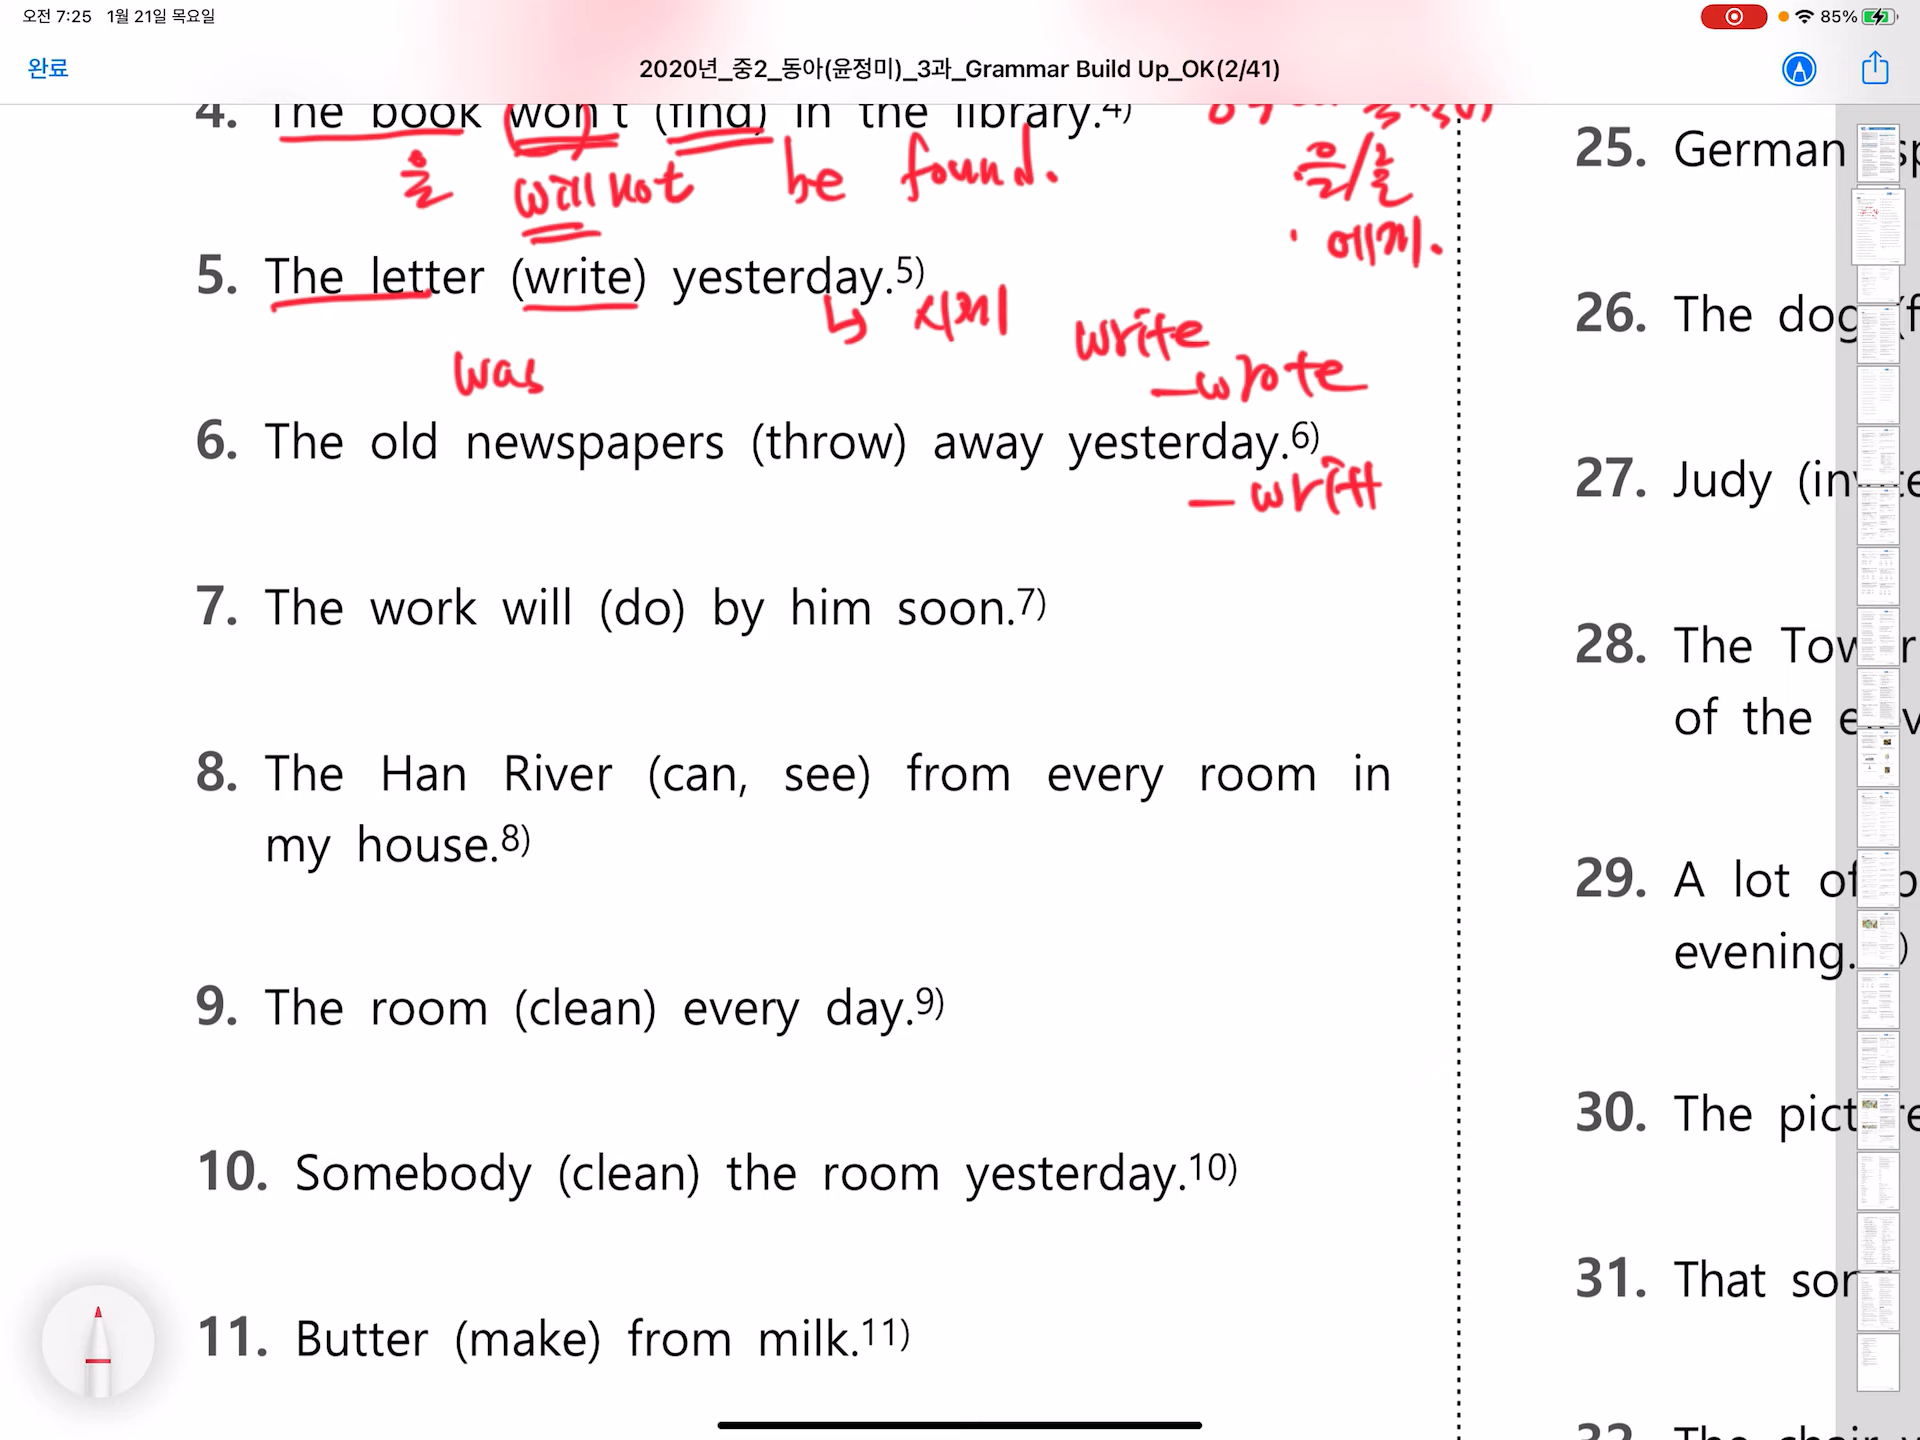 오전 7:25 1월 21일 목요일
85%
완료
2020년_중2_동아(윤정미)_3과_Grammar Build Up_OK(2/41)
4. The book won't (find) in the library.4)
을 will not be found.
을/를
에게.
5. The letter (write) yesterday.5)
시제
write
was
-wrote
6. The old newspapers (throw) away yesterday.6)
- writt
7. The work will (do) by him soon.7)
8. The Han River (can, see) from every room in
my house.8)
9. The room (clean) every day.9)
10. Somebody (clean) the room yesterday.10)
11. Butter (make) from milk.11)
25. German
26. The dog
27. Judy
28. The
of the
29. A lot of
evening.
30. The
31. That
32. The